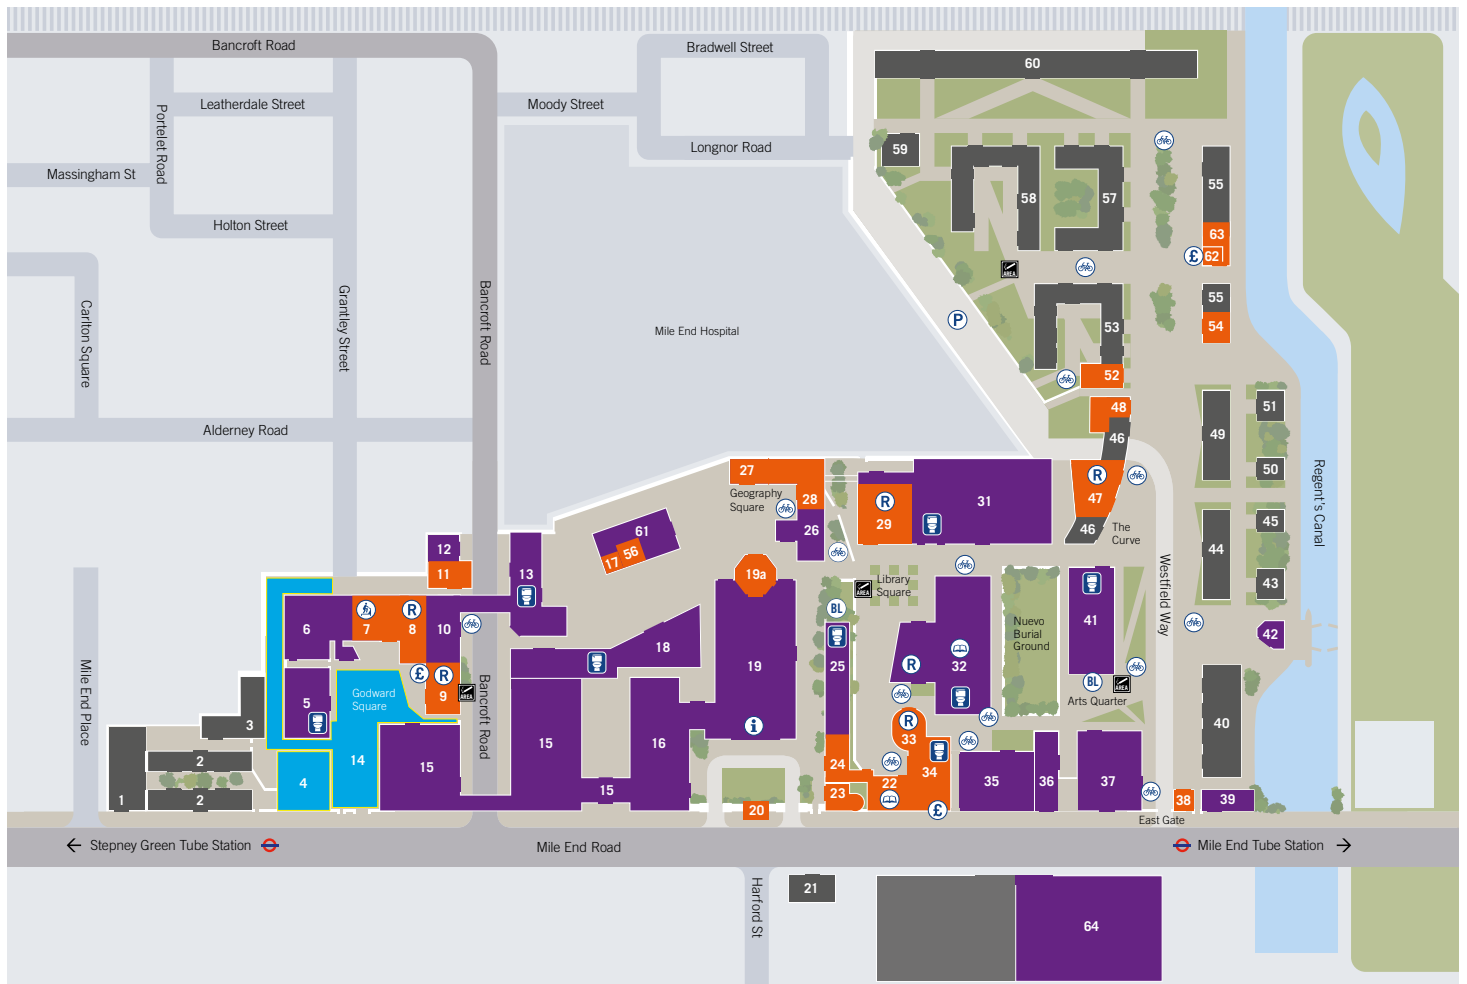 Bancroft Road
Bradwell Street
60
Leatherdale Street
Moody Street
Portelet Road
Longnor Road
59
Massingham St
55
58
57
Holton Street
63
£
62
AREA
55
Carlton Square
Grantley Street
Bancroft Road
P
Mile End Hospital
53
54
52
51
48
Alderney Road
49
46
27
50
Geography
Square
28
R
29
31
R
47
Regent's Canal
61
26
46
The
Curve
45
12
17
56
44
11
13
19a
Library
Square
AREA
43
Westfield Way
BL
6
7
R
8
10
41
Nuevo
Burial
Ground
42
18
25
R
32
19
£
R
9
AREA
BL
AREA
Mile End Place
Godward
Square
5
Bancroft Road
Arts Quarter
3
i
R
33
40
15
16
2
14
15
24
34
4
22
35
36
37
1
2
15
23
38
39
20
£
East Gate
Stepney Green Tube Station
Mile End Road
Mile End Tube Station
Harford St
21
64